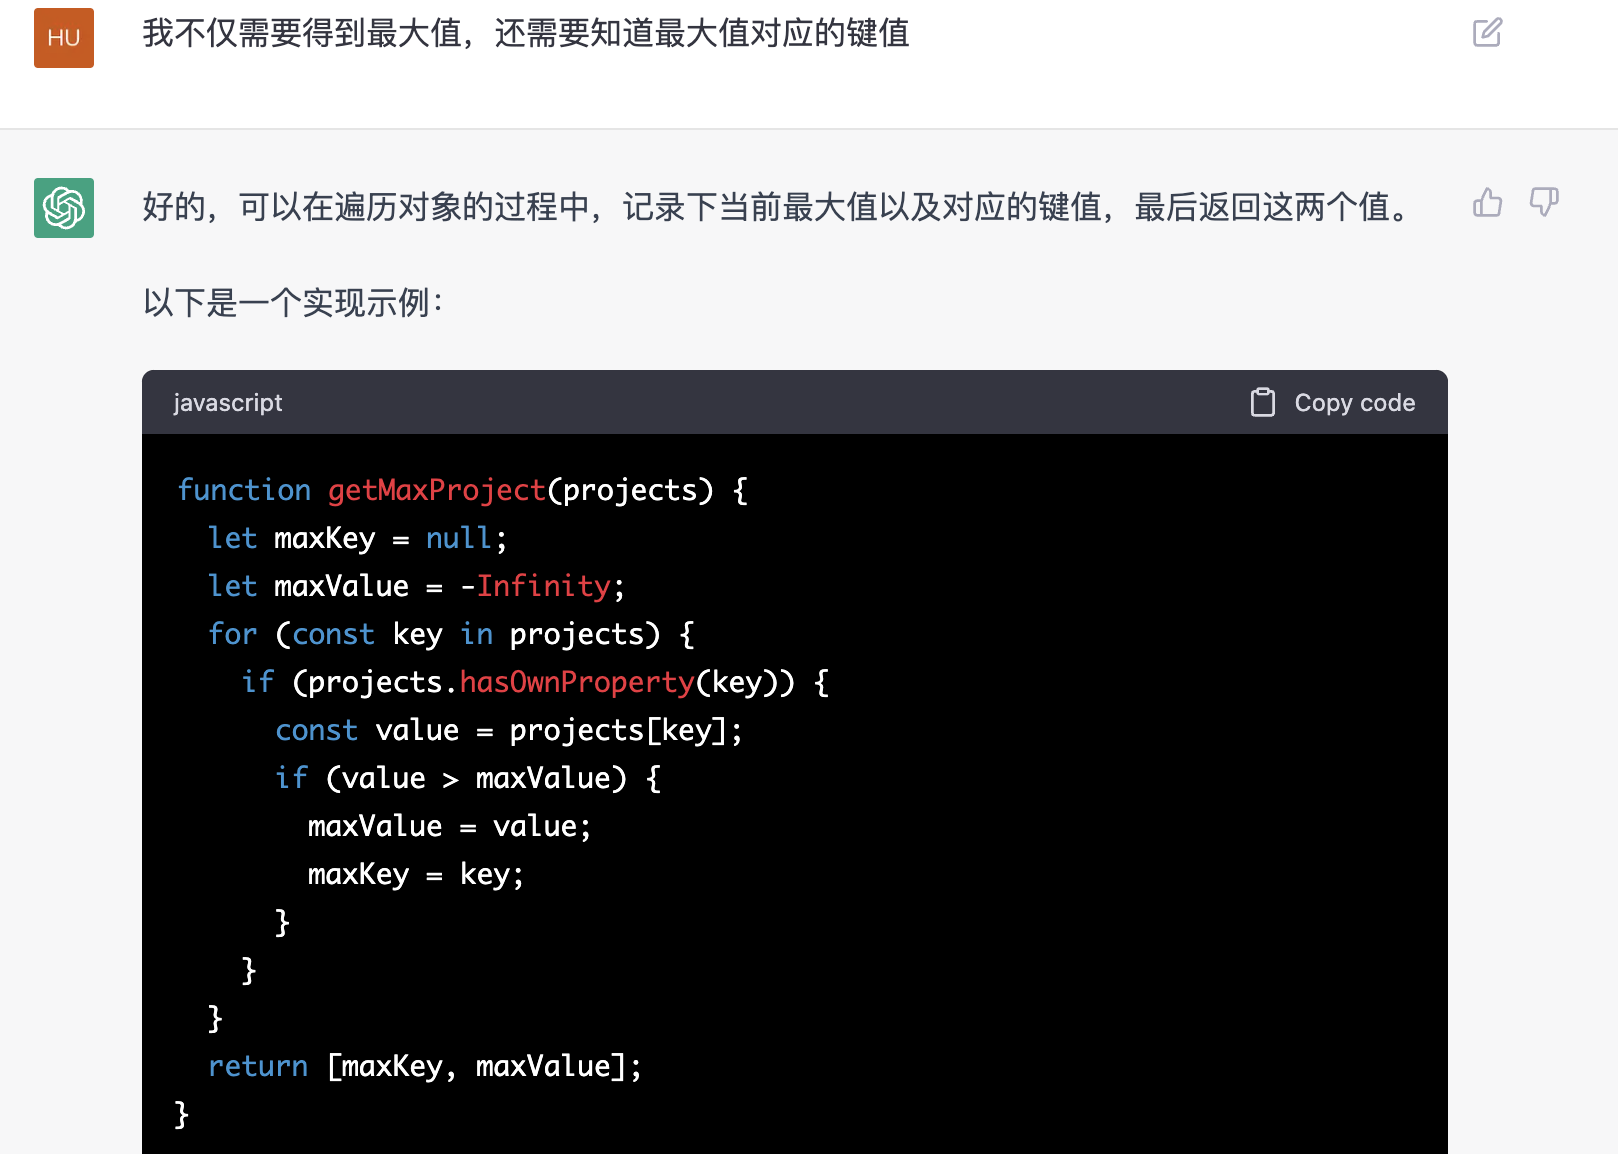 HU
我不仅需要得到最大值，还需要知道最大值对应的键值
好的，可以在遍历对象的过程中，记录下当前最大值以及对应的键值，最后返回这两个值。
以下是一个实现示例：
javascript
Copy code
function getMaxProject(projects) {
  let maxKey = null;
  let maxValue = -Infinity;
  for (const key in projects) {
    if (projects.hasOwnProperty(key)) {
      const value = projects[key];
      if (value > maxValue) {
        maxValue = value;
        maxKey = key;
      }
    }
  }
  return [maxKey, maxValue];
}